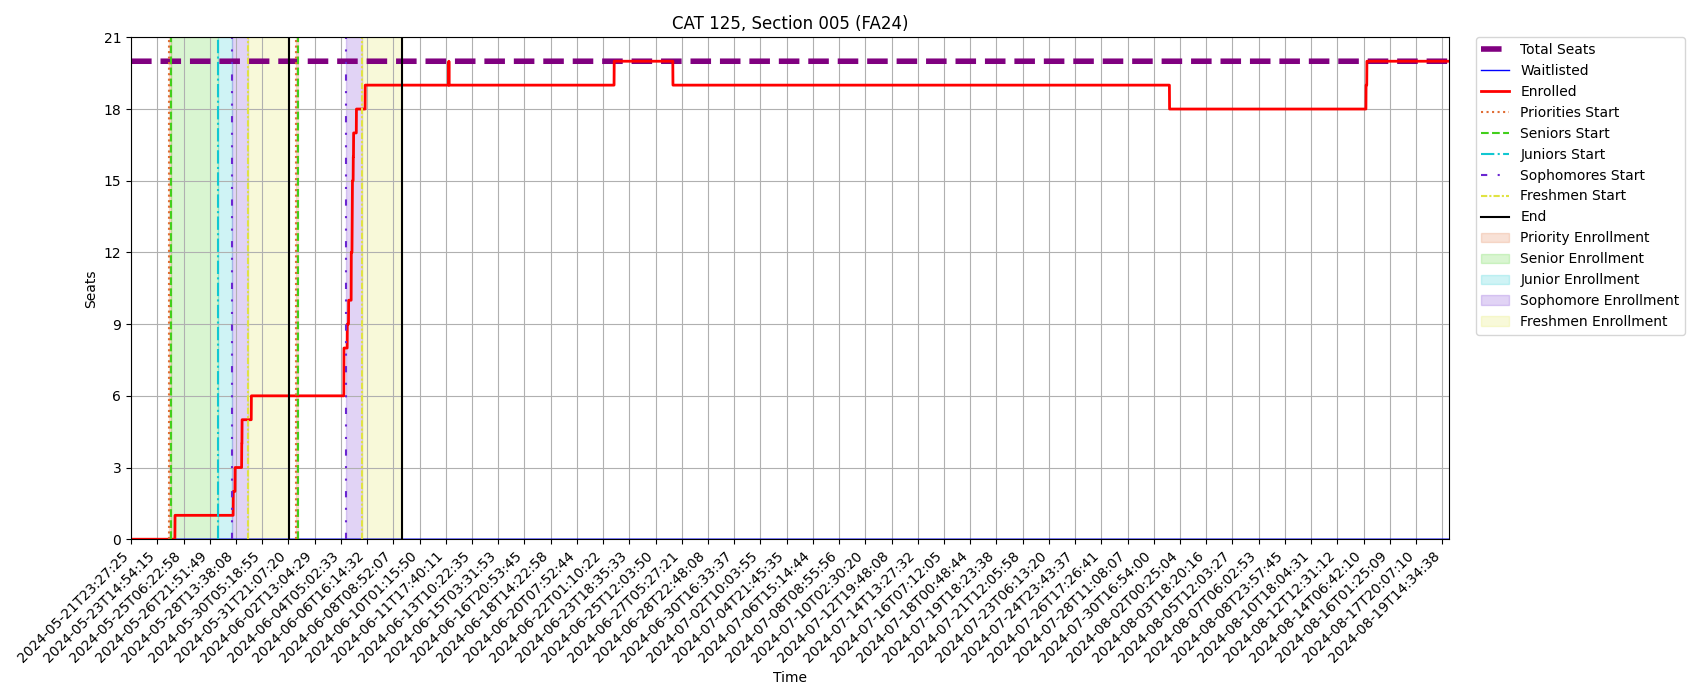 CAT 125, Section 005 (FA24)
21
18
15
12
9
6
3
0
Seats
2024-05-21T23:27:25
2024-05-23T14:54:15
2024-05-25T06:22:58
2024-05-26T21:51:49
2024-05-28T13:38:08
2024-05-30T05:18:55
2024-05-31T21:07:20
2024-06-02T13:04:29
2024-06-04T05:02:33
2024-06-06T16:14:32
2024-06-08T08:52:07
2024-06-10T01:15:50
2024-06-11T17:40:11
2024-06-13T10:22:35
2024-06-15T03:31:53
2024-06-16T20:53:45
2024-06-18T14:22:58
2024-06-20T07:52:44
2024-06-22T01:10:22
2024-06-23T18:35:33
2024-06-25T12:03:50
2024-06-27T05:27:21
2024-06-28T22:48:08
2024-06-30T16:33:37
2024-07-02T10:03:55
2024-07-04T21:45:35
2024-07-06T15:14:44
2024-07-08T08:55:56
2024-07-10T02:30:20
2024-07-12T19:48:09
2024-07-14T13:27:32
2024-07-16T07:12:05
2024-07-18T00:48:44
2024-07-19T18:23:38
2024-07-21T12:05:58
2024-07-23T06:13:20
2024-07-24T23:43:37
2024-07-26T17:26:41
2024-07-28T11:08:07
2024-07-30T16:54:00
2024-08-02T00:25:04
2024-08-03T18:20:16
2024-08-05T12:03:27
2024-08-07T06:02:53
2024-08-08T23:57:45
2024-08-10T18:04:31
2024-08-12T12:31:12
2024-08-14T06:42:10
2024-08-16T01:25:09
2024-08-17T20:07:10
2024-08-19T14:34:38
Time
Total Seats
Waitlisted
Enrolled
Priorities Start
Seniors Start
Juniors Start
Sophomores Start
Freshmen Start
End
Priority Enrollment
Senior Enrollment
Junior Enrollment
Sophomore Enrollment
Freshmen Enrollment